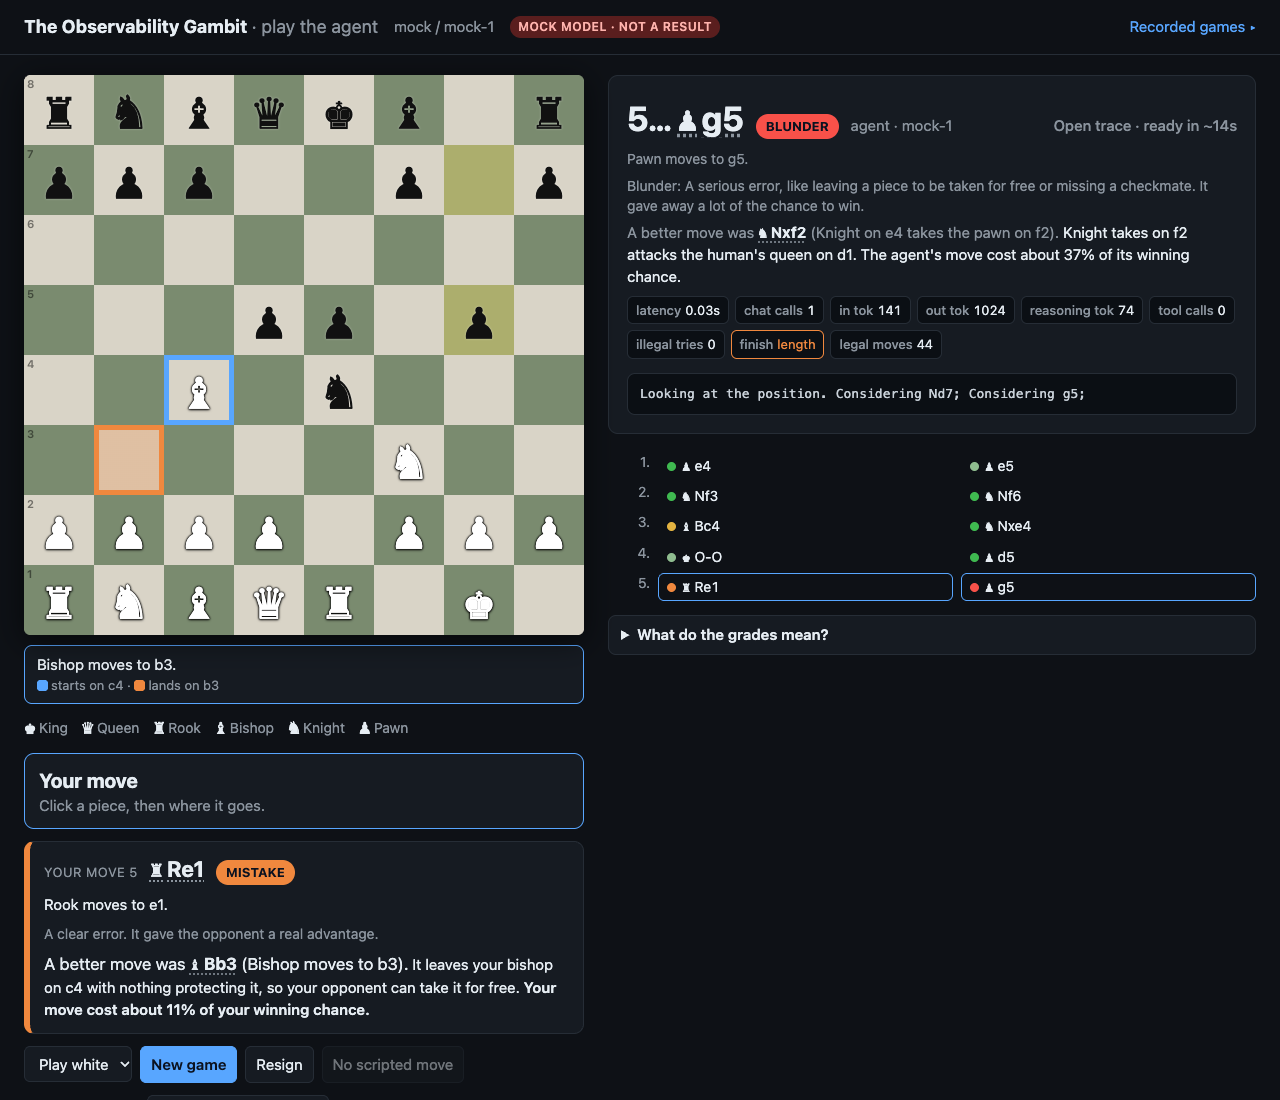 The Observability Gambit · play the agent mock / mock-1 MOCK MODEL · NOT A RESULT Recorded games ▸
8
7
6
5
4
3
2
1
Bishop moves to b3.
starts on c4 · lands on b3
♚ King ♛ Queen ♜ Rook ♝ Bishop ♞ Knight ♟ Pawn
Your move
Click a piece, then where it goes.
YOUR MOVE 5 ♜ Re1 MISTAKE
Rook moves to e1.
A clear error. It gave the opponent a real advantage.
A better move was ♝ Bb3 (Bishop moves to b3). It leaves your bishop
on c4 with nothing protecting it, so your opponent can take it for free. Your
move cost about 11% of your winning chance.
Play white New game Resign No scripted move
5… ♟g5 BLUNDER agent · mock-1 Open trace · ready in ~14s
Pawn moves to g5.
Blunder: A serious error, like leaving a piece to be taken for free or missing a checkmate. It
gave away a lot of the chance to win.
A better move was ♞ Nxf2 (Knight on e4 takes the pawn on f2). Knight takes on f2
attacks the human's queen on d1. The agent's move cost about 37% of its winning
chance.
latency 0.03s chat calls 1 in tok 141 out tok 1024 reasoning tok 74 tool calls 0
illegal tries 0 finish length legal moves 44
Looking at the position. Considering Nd7; Considering g5;
1. ♟ e4 ♟ e5
2. ♞ Nf3 ♞ Nf6
3. ♝ Bc4 ♞ Nxe4
4. ♚ O-O ♟ d5
5. ♜ Re1 ♟ g5
▶ What do the grades mean?